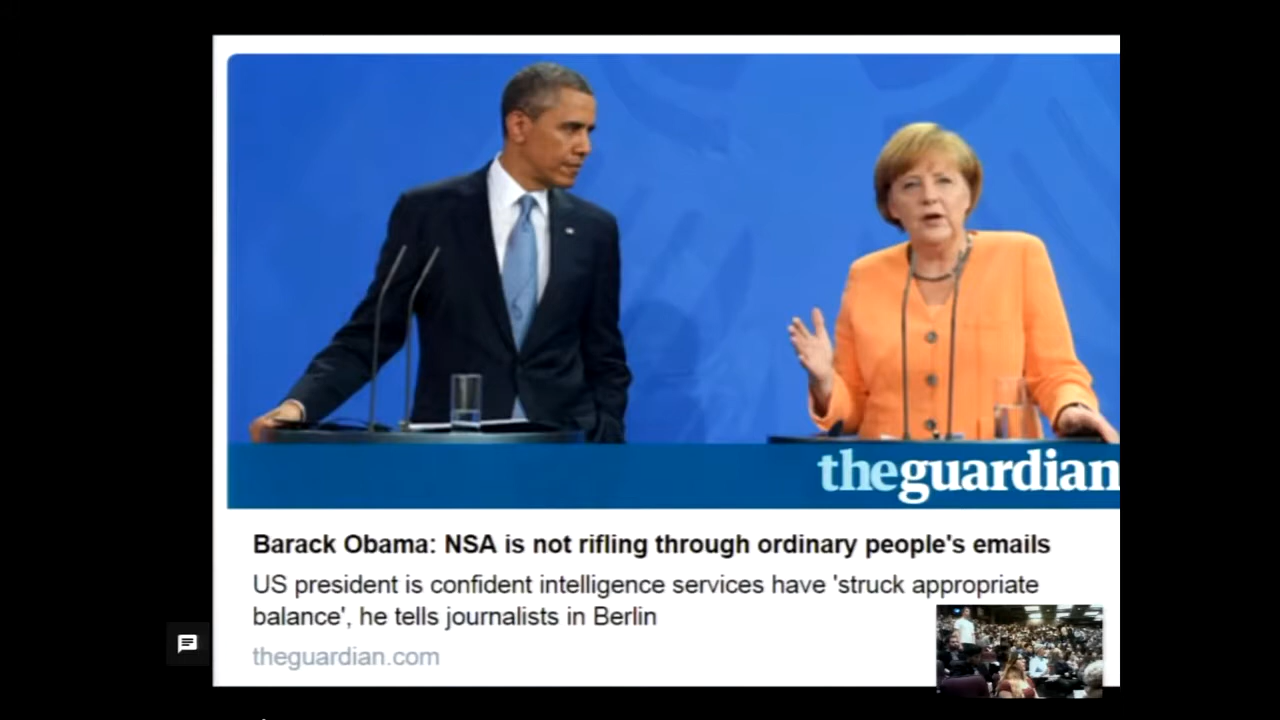 theguardian
Barack Obama: NSA is not rifling through ordinary people's emails
US president is confident intelligence services have 'struck appropriate
balance', he tells journalists in Berlin
theguardian.com